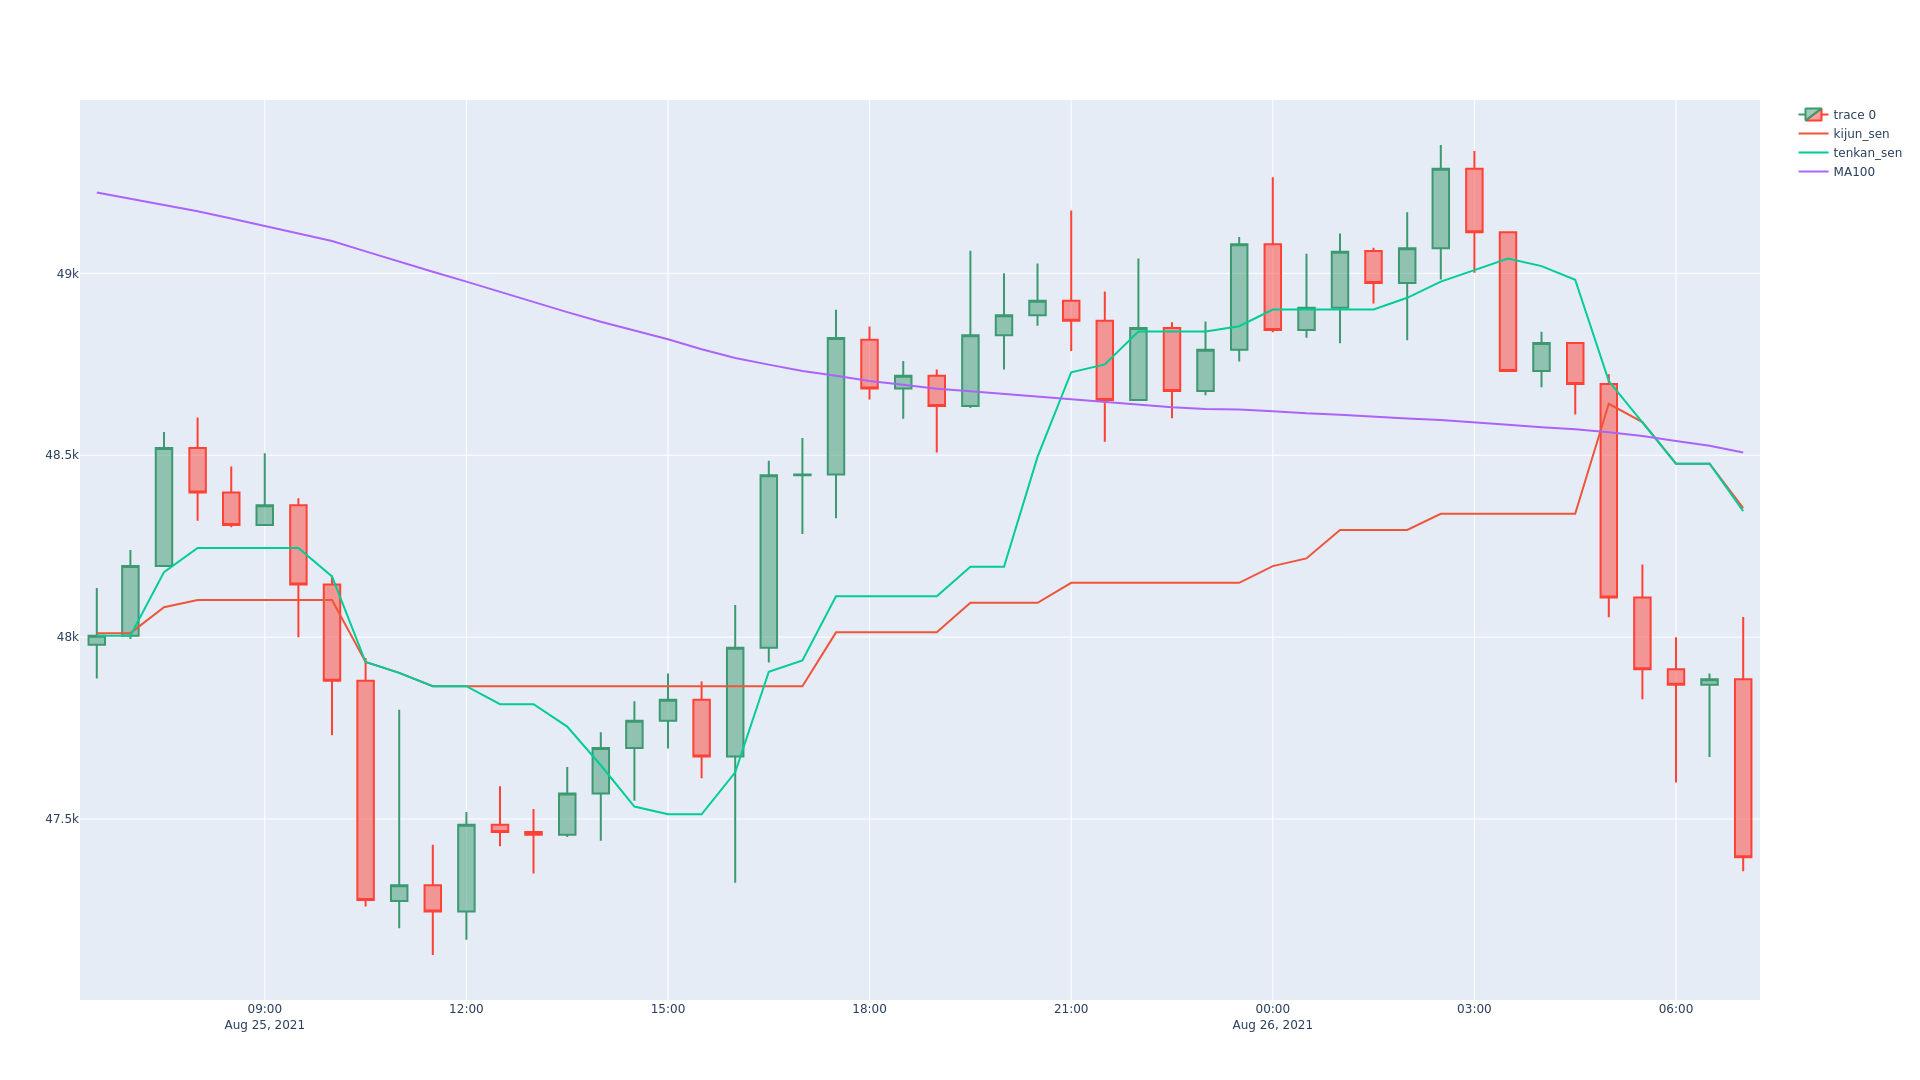 trace 0
kijun_sen
tenkan_sen
MA100
49k
48.5k
48k
47.5k
09:00
Aug 25, 2021
12:00
15:00
18:00
21:00
00:00
Aug 26, 2021
03:00
06:00